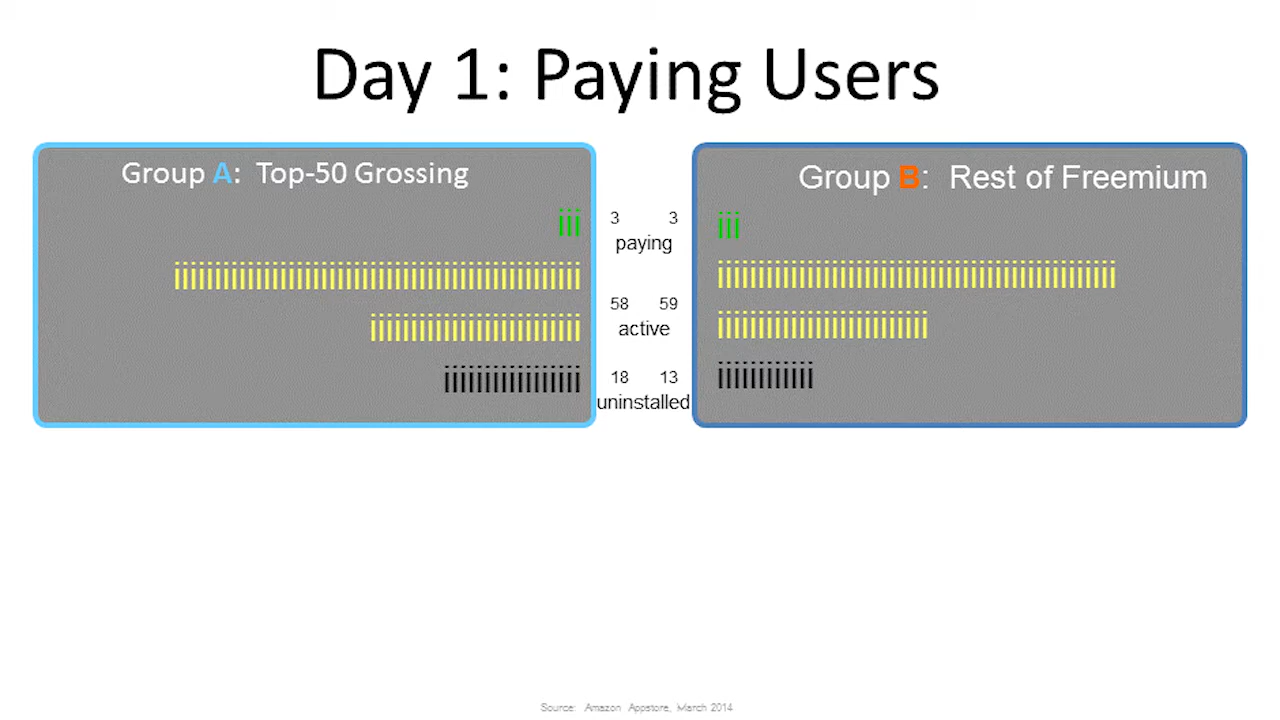 Day 1: Paying Users
Group A: Top-50 Grossing
Group B: Rest of Freemium
3 3
paying
58 59
active
18 13
uninstalled
Source: Amazon Appstore, March 2014